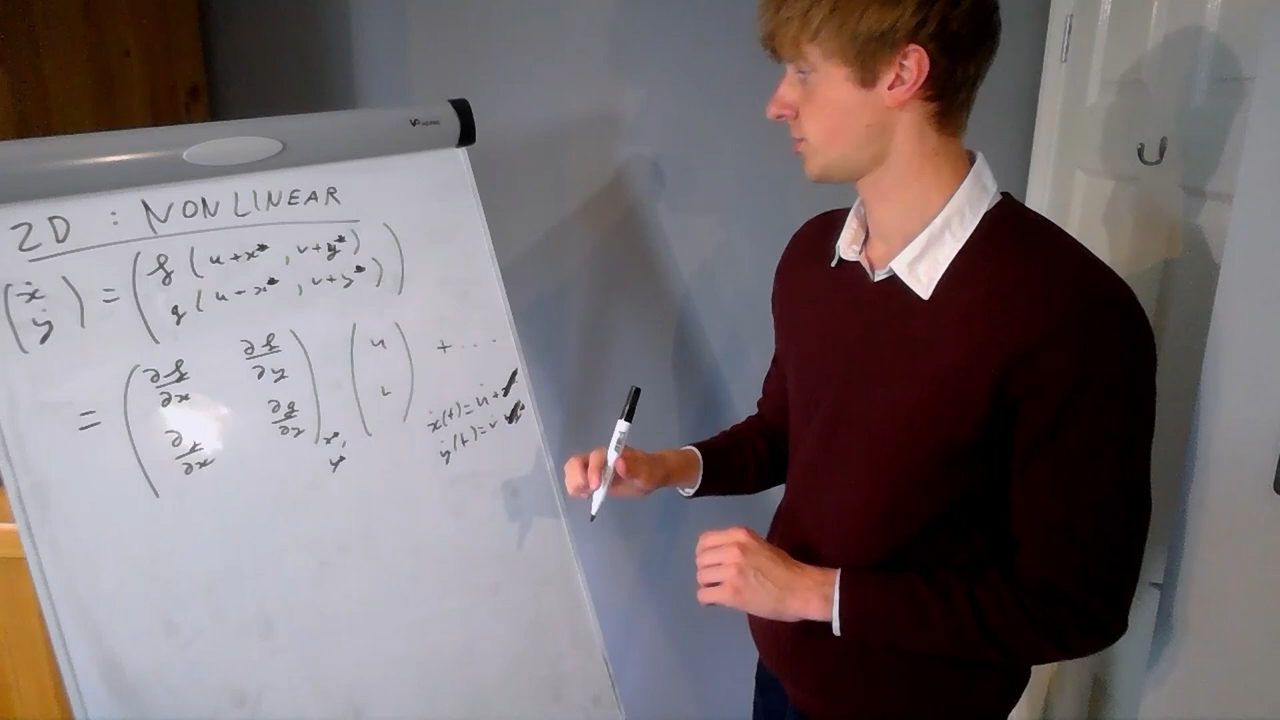 2D : NONLINEAR
(ẋ ẏ) = (f(u+x*, v+y*) g(u+x*, v+y*))
= (∂f/∂x ∂f/∂y ∂g/∂x ∂g/∂y) x*, y* (u v) + ...
ẋ(t) = u̇ +
ẏ(t) = v̇